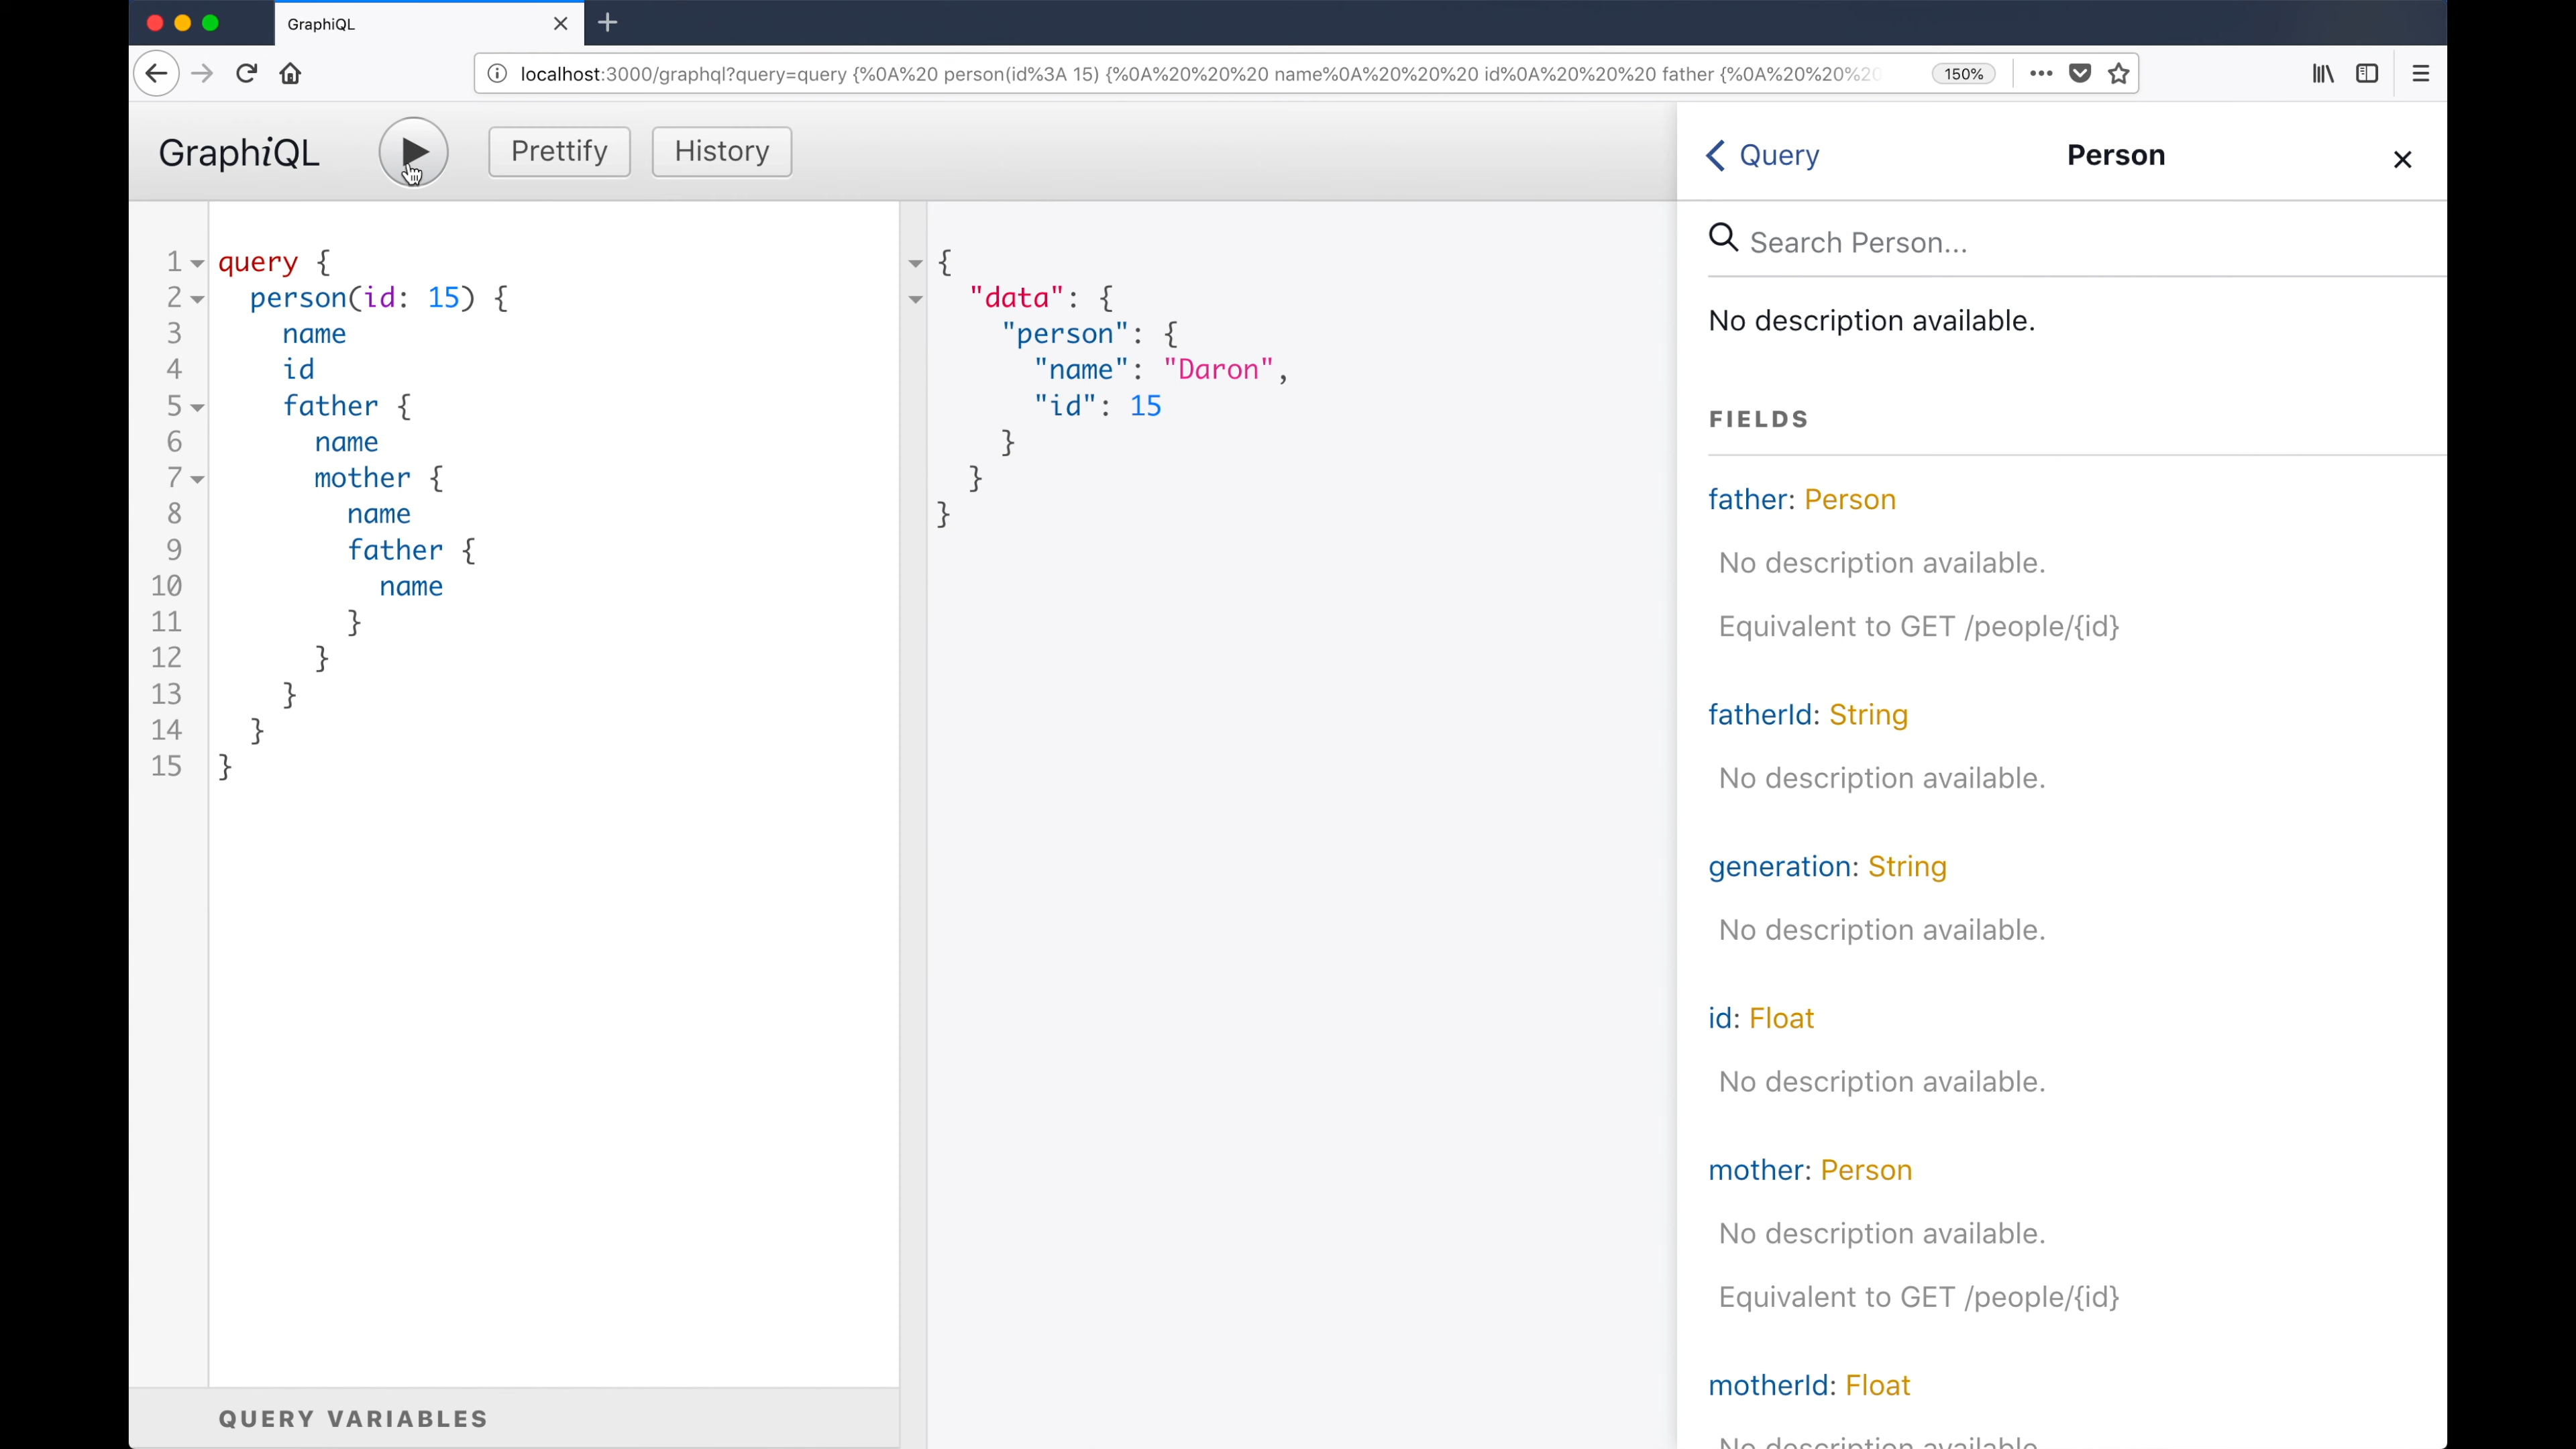 GraphiQL
localhost:3000/graphql?query=query {%0A%20 person(id%3A 15) {%0A%20%20%20 name%0A%20%20%20 id%0A%20%20%20 father {%0A%20%20%20
150%
GraphiQL
Prettify
History
Query
Person
1 query {
2 person(id: 15) {
3 name
4 id
5 father {
6 name
7 mother {
8 name
9 father {
10 name
11 }
12 }
13 }
14 }
15 }
QUERY VARIABLES
{
"data": {
"person": {
"name": "Daron",
"id": 15
}
}
}
Search Person...
No description available.
FIELDS
father: Person
No description available.
Equivalent to GET /people/{id}
fatherId: String
No description available.
generation: String
No description available.
id: Float
No description available.
mother: Person
No description available.
Equivalent to GET /people/{id}
motherId: Float
No description available.